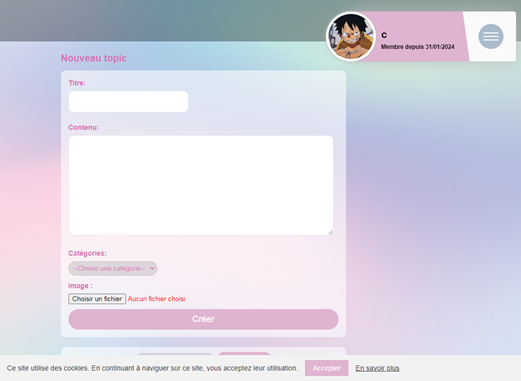 C
Membre depuis 31/01/2024
Nouveau topic
Titre:
Contenu:
Catégories:
--Choisir une catégorie--
Image :
Choisir un fichier Aucun fichier choisi
Créer
Ce site utilise des cookies. En continuant à naviguer sur ce site, vous acceptez leur utilisation. Accepter En savoir plus